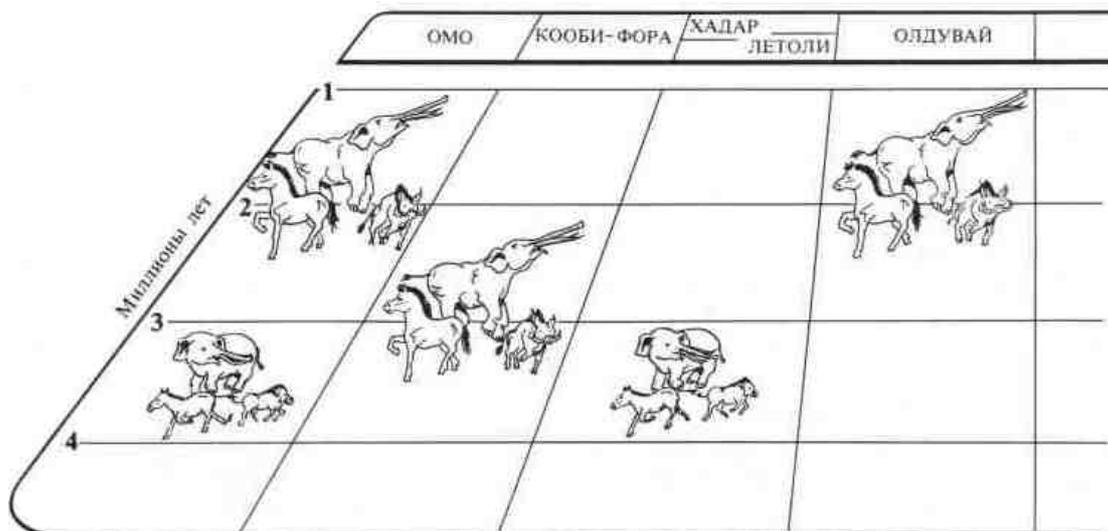 ОМО
КООБИ-ФОРА
ХАДАР
ЛЕТОЛИ
ОЛДУВАЙ
1
2
3
4
Миллионы лет